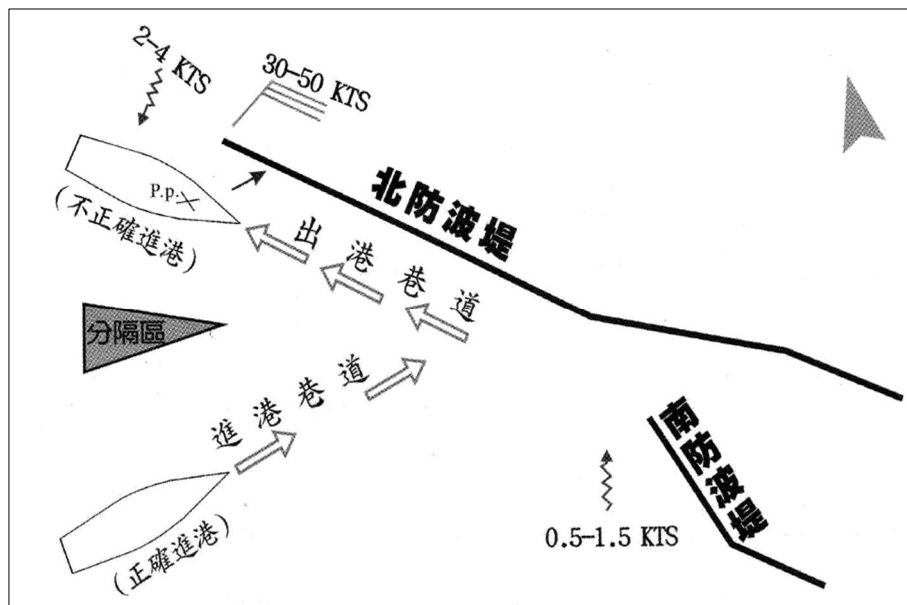 2-4 KTS
30-50 KTS
北防波堤
P.P.
(不正確進港)
出港巷道
分隔區
進港巷道
南防波堤
0.5-1.5 KTS
(正確進港)